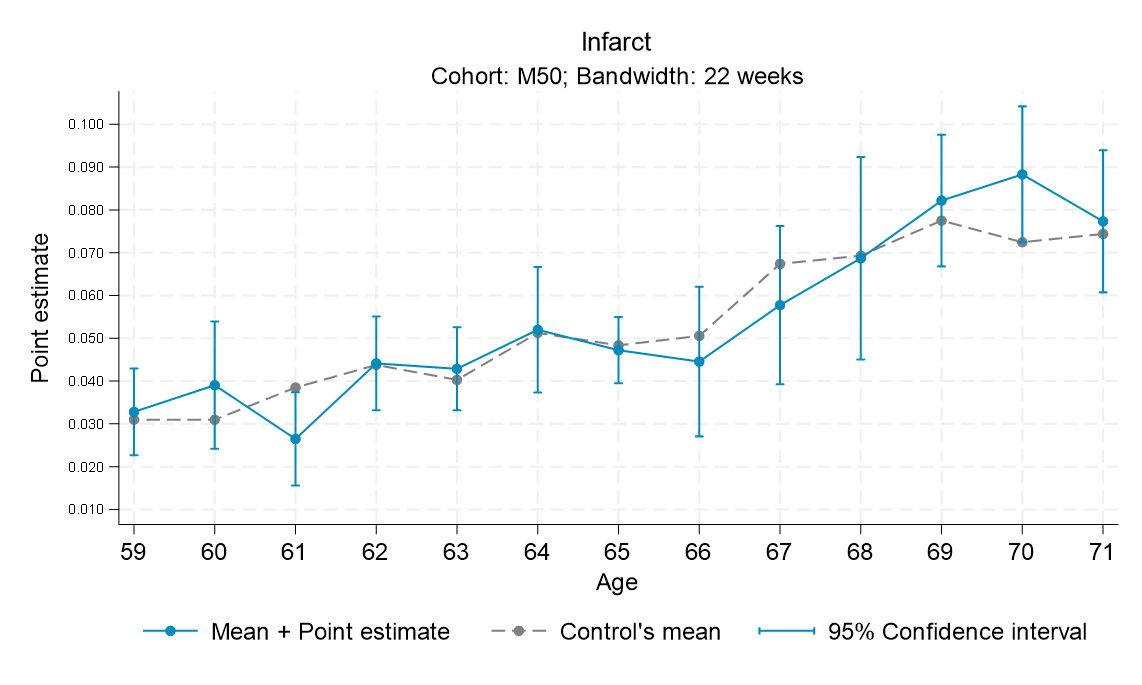 Infarct
Cohort: M50; Bandwidth: 22 weeks
Point estimate
0.100
0.090
0.080
0.070
0.060
0.050
0.040
0.030
0.020
0.010
59 60 61 62 63 64 65 66 67 68 69 70 71
Age
Mean + Point estimate Control's mean 95% Confidence interval